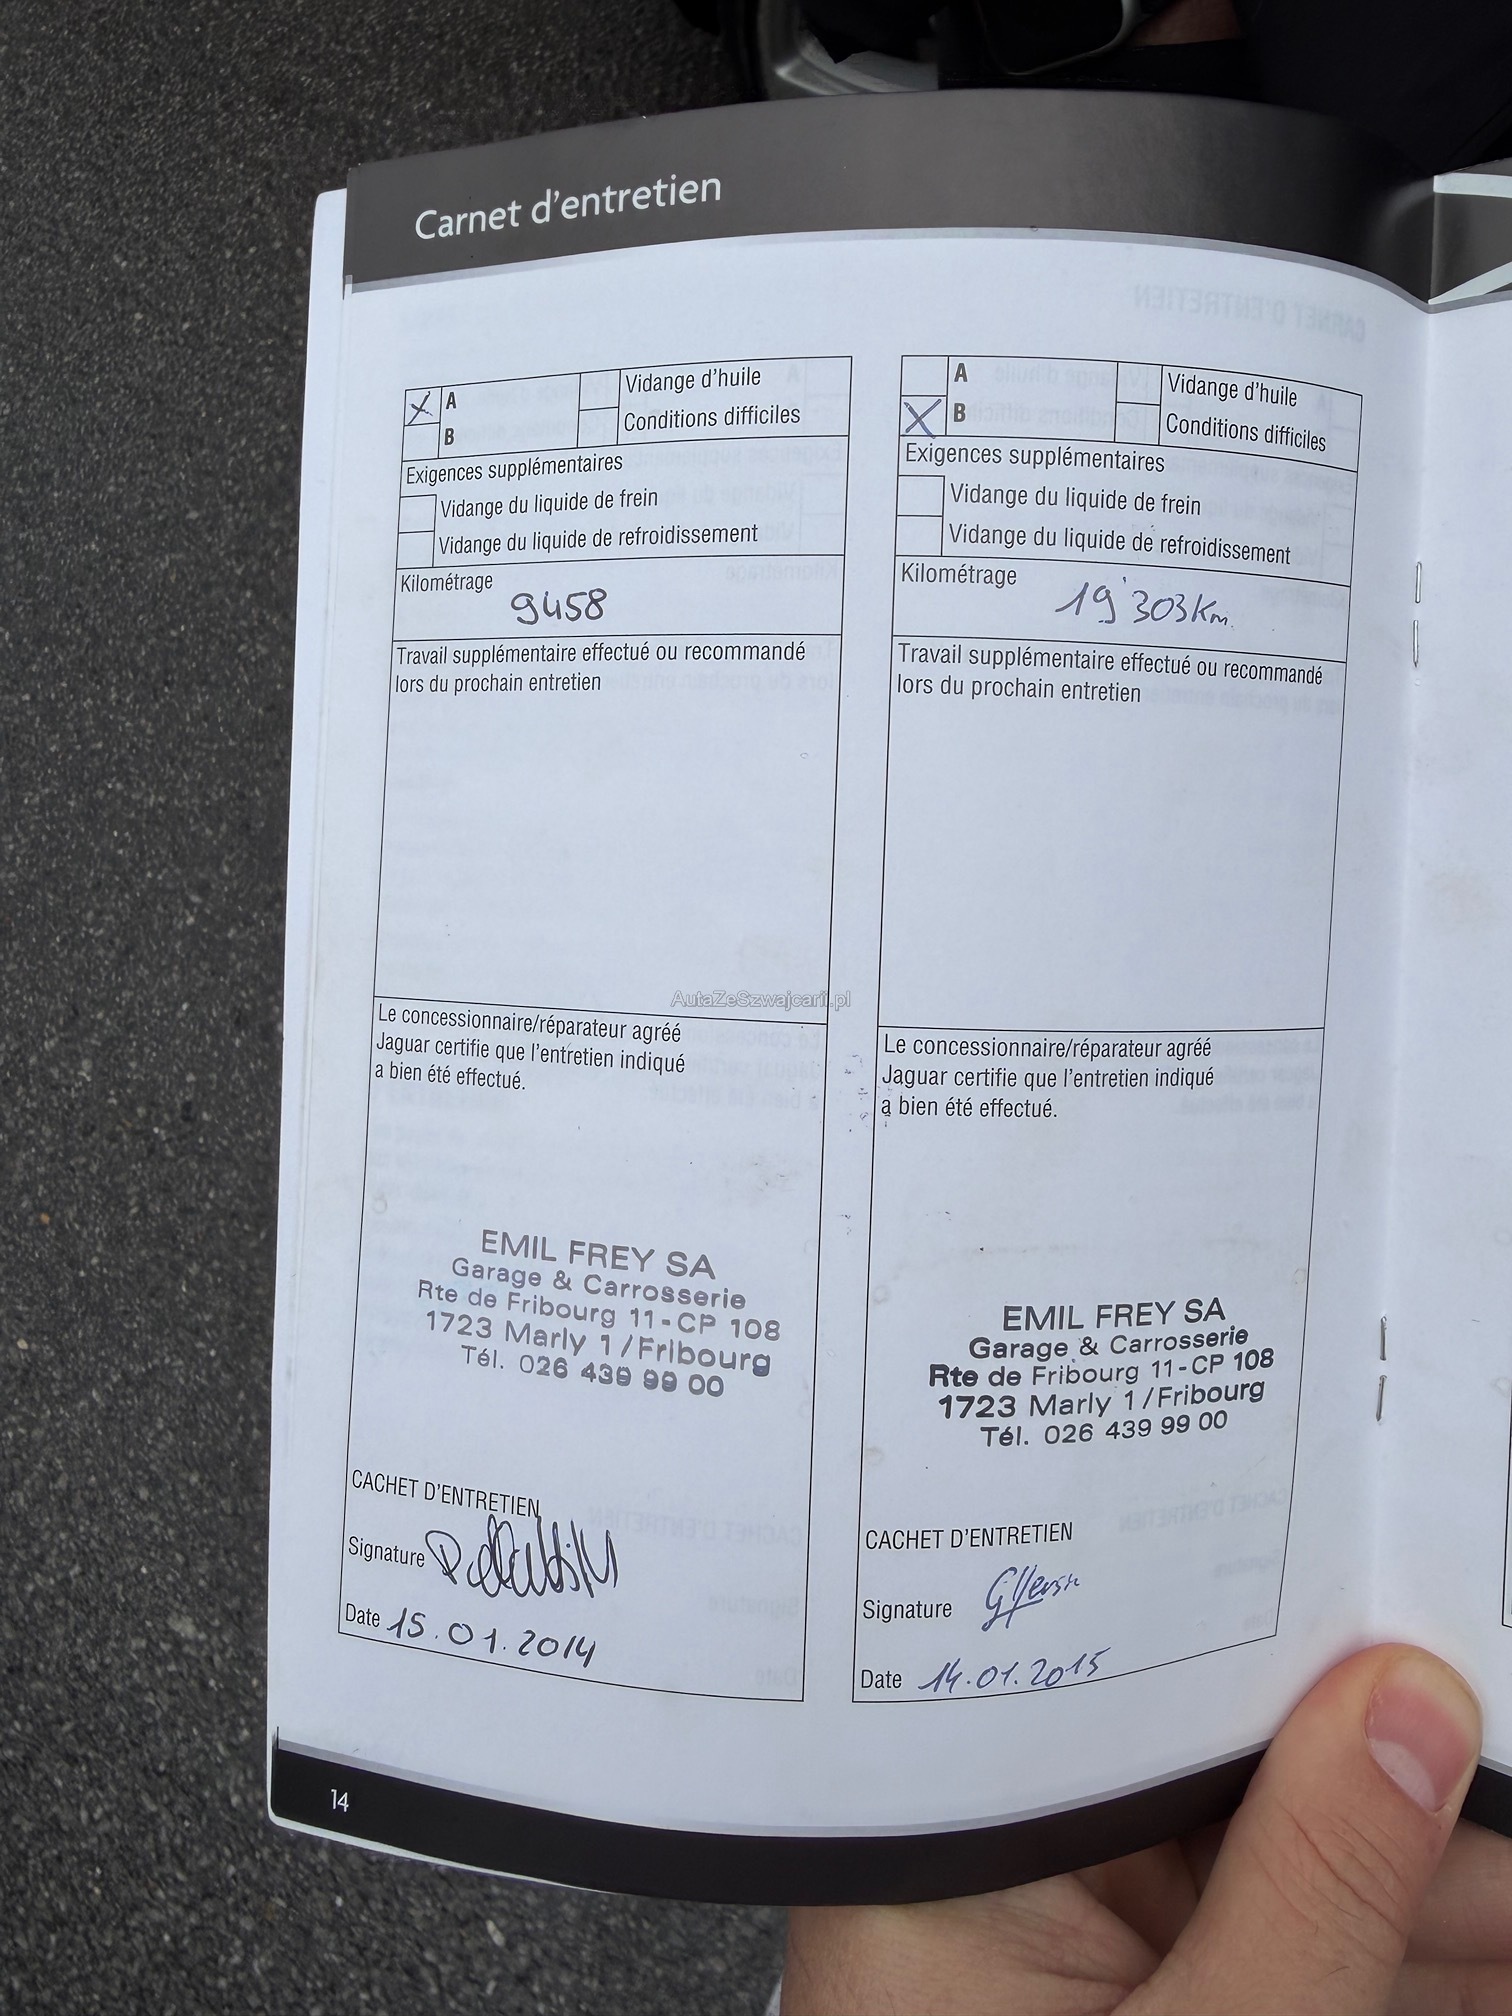 Carnet d'entretien
A
B
Vidange d'huile
Conditions difficiles
Exigences supplémentaires
Vidange du liquide de frein
Vidange du liquide de refroidissement
Kilométrage
9458
Travail supplémentaire effectué ou recommandé
lors du prochain entretien
Le concessionnaire/réparateur agréé
Jaguar certifie que l'entretien indiqué
a bien été effectué.
EMIL FREY SA
Garage & Carrosserie
Rte de Fribourg 11-CP 108
1723 Marly 1/Fribourg
Tél. 026 439 99 00
CACHET D'ENTRETIEN
Signature
Date 15.01.2014
A
B
Vidange d'huile
Conditions difficiles
Exigences supplémentaires
Vidange du liquide de frein
Vidange du liquide de refroidissement
Kilométrage
19'303Km.
Travail supplémentaire effectué ou recommandé
lors du prochain entretien
Le concessionnaire/réparateur agréé
Jaguar certifie que l'entretien indiqué
a bien été effectué.
EMIL FREY SA
Garage & Carrosserie
Rte de Fribourg 11-CP 108
1723 Marly 1/Fribourg
Tél. 026 439 99 00
CACHET D'ENTRETIEN
Signature
Date 14.01.2015
AutaZeSzwajcarii.pl
14